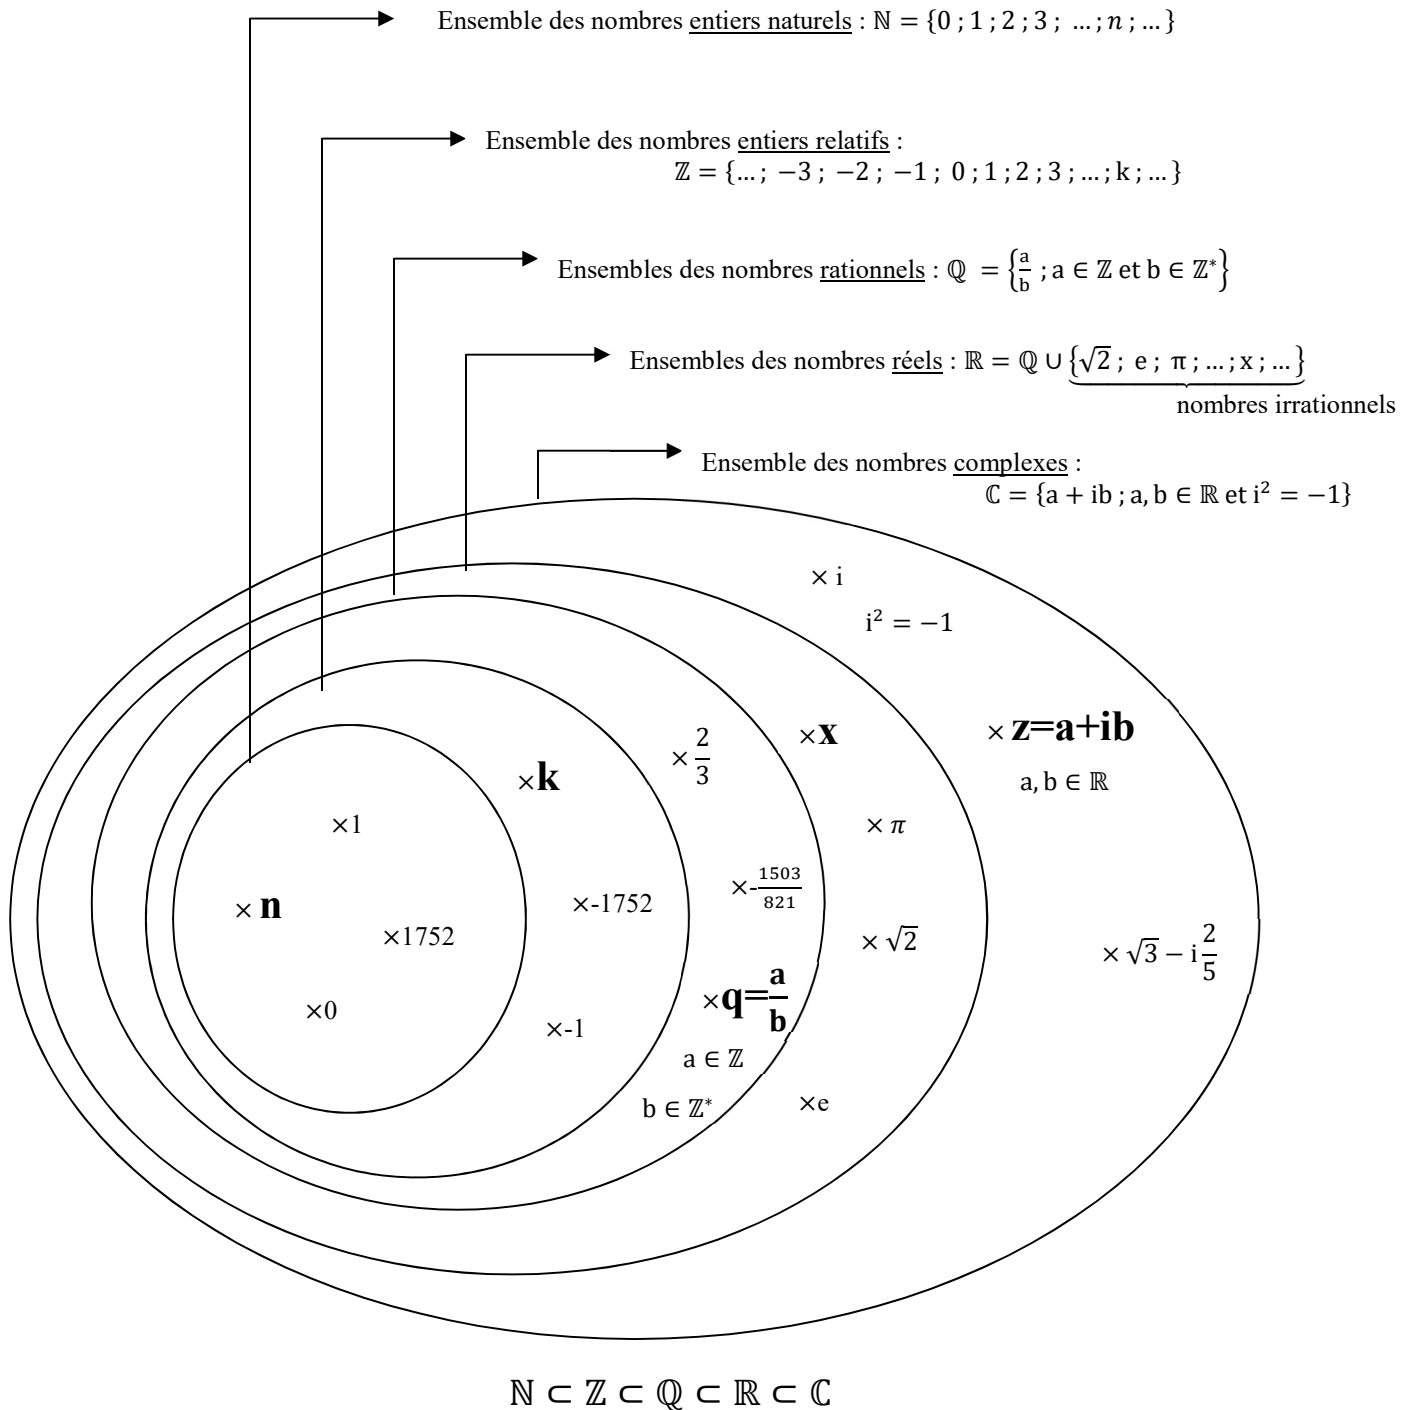 Ensemble des nombres entiers naturels : ℕ = {0 ; 1 ; 2 ; 3 ; … ; n ; … }
Ensemble des nombres entiers relatifs :
ℤ = {… ; −3 ; −2 ; −1 ; 0 ; 1 ; 2 ; 3 ; … ; k ; … }
Ensembles des nombres rationnels : ℚ = {a/b ; a ∈ ℤ et b ∈ ℤ*}
Ensembles des nombres réels : ℝ = ℚ ∪ {√2 ; e ; π ; … ; x ; … }
nombres irrationnels
Ensemble des nombres complexes :
ℂ = {a + ib ; a, b ∈ ℝ et i² = −1}
× i
i² = −1
×k
× 2/3
×x
× z=a+ib
a, b ∈ ℝ
×1
× π
× n
×-1752
×-1503/821
×1752
× √2
× √3 − i 2/5
×0
×-1
×q=a/b
a ∈ ℤ
b ∈ ℤ*
×e
ℕ ⊂ ℤ ⊂ ℚ ⊂ ℝ ⊂ ℂ